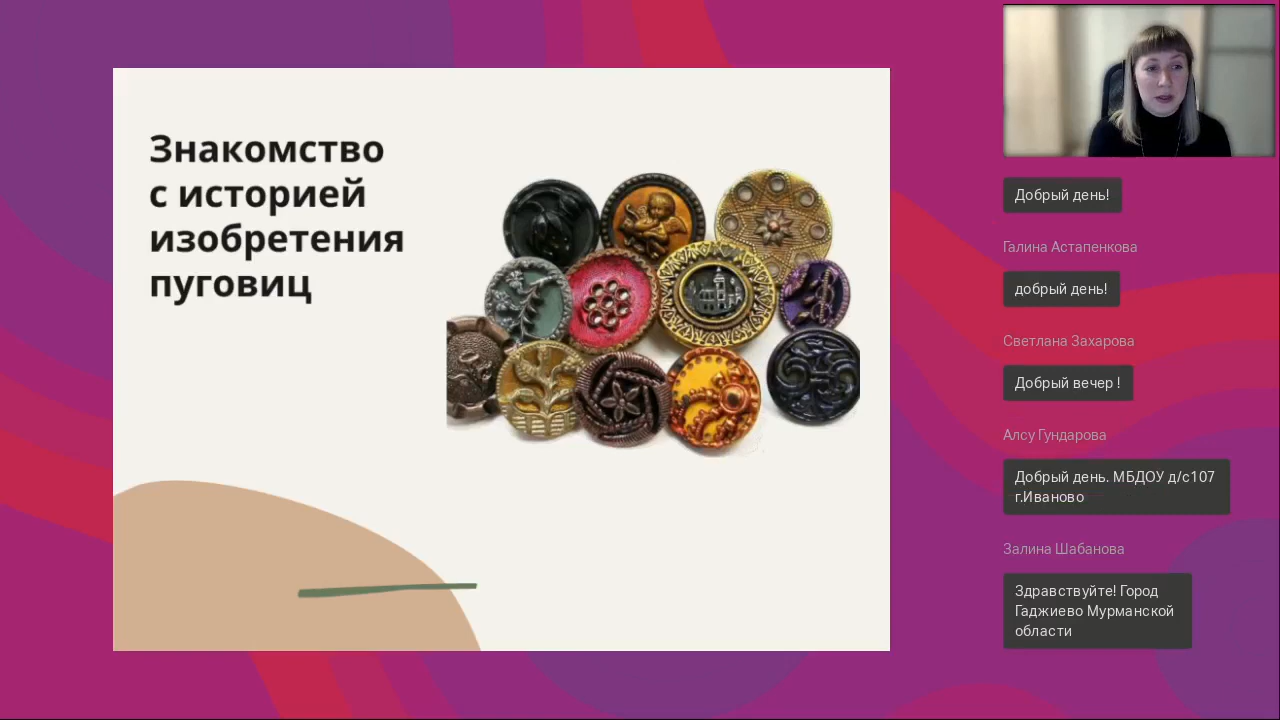 Знакомство
с историей
изобретения
пуговиц
Добрый день!
Галина Астапенкова
добрый день!
Светлана Захарова
Добрый вечер !
Алсу Гундарова
Добрый день. МБДОУ д/с107
г.Иваново
Залина Шабанова
Здравствуйте! Город
Гаджиево Мурманской
области